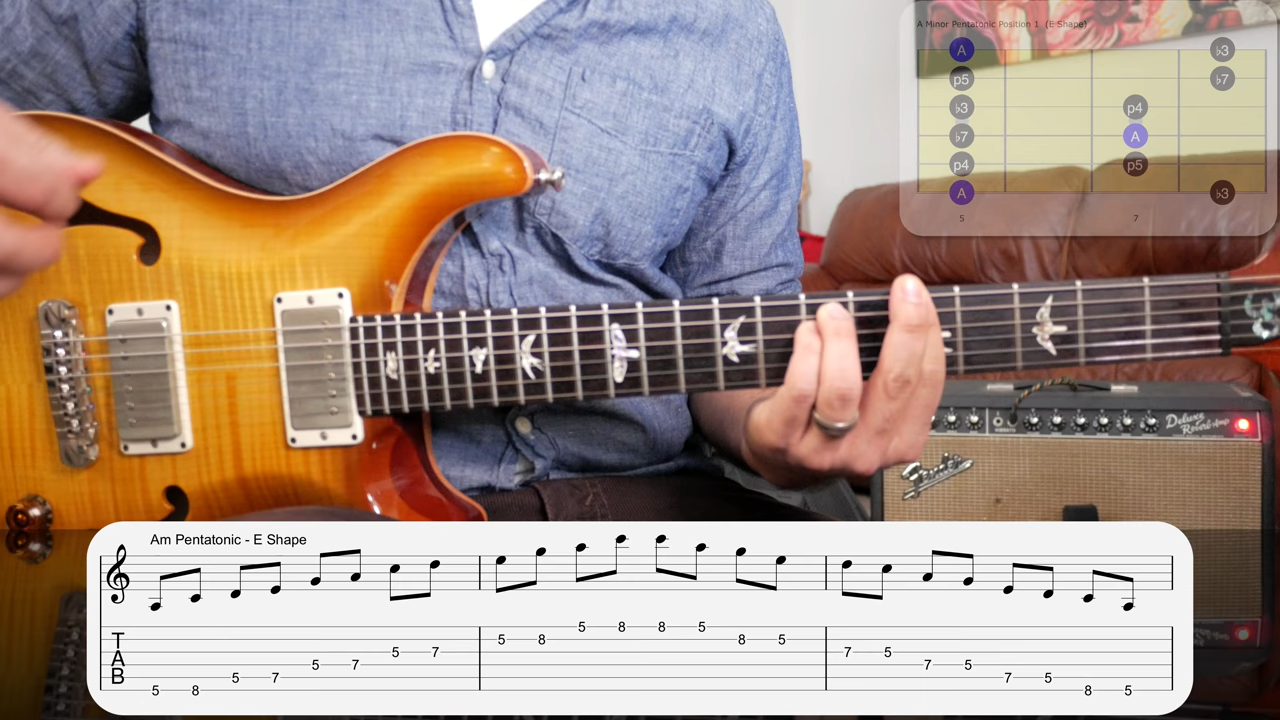 A Minor Pentatonic Position 1 (E Shape)
A ♭3
p5 ♭7
♭3 p4
♭7 A
p4 p5
A ♭3
5 7
Deluxe
Reverb-Amp
Fender
Am Pentatonic - E Shape
5 8 8 5
5 8 8 5
5 7 7 5
5 7 7 5
5 7 7 5
5 8 8 5
T
A
B